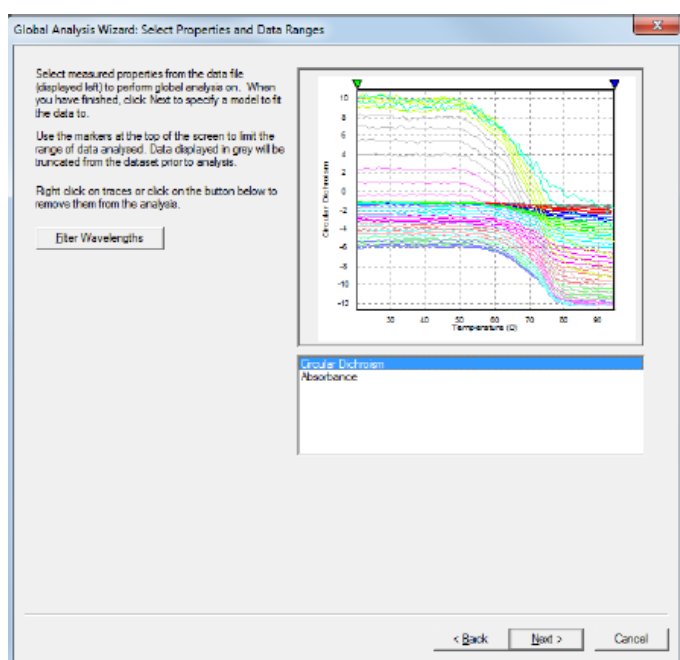 Global Analysis Wizard: Select Properties and Data Ranges
Select measured properties from the data file
(displayed left) to perform global analysis on. When
you have finished, click Next to specify a model to fit
the data to.
Use the markers at the top of the screen to limit the
range of data analysed. Data displayed in grey will be
truncated from the dataset prior to analysis.
Right click on traces or click on the button below to
remove them from the analysis.
Filter Wavelengths
Circular Dichroism
10
8
6
4
2
0
-2
-4
-6
-8
-10
-12
30 40 50 60 70 80 90
Temperature
Circular Dichroism
Absorbance
< Back
Next >
Cancel